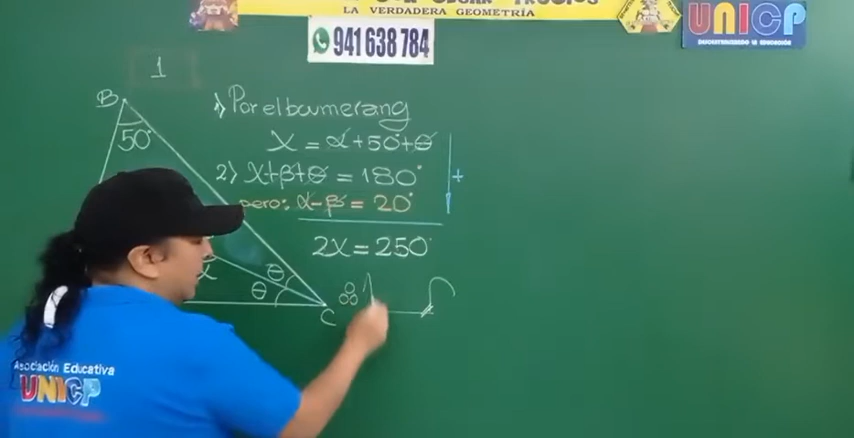 LA VERDADERA GEOMETRÍA
941 638 784
UNICP
1
B
50°
1) Por el boumerang
x = α + 50° + θ
2) x + β + θ = 180°
pero: α - β = 20°
+
2x = 250°
x
θ
θ
C
∴
Asociación Educativa
UNICP